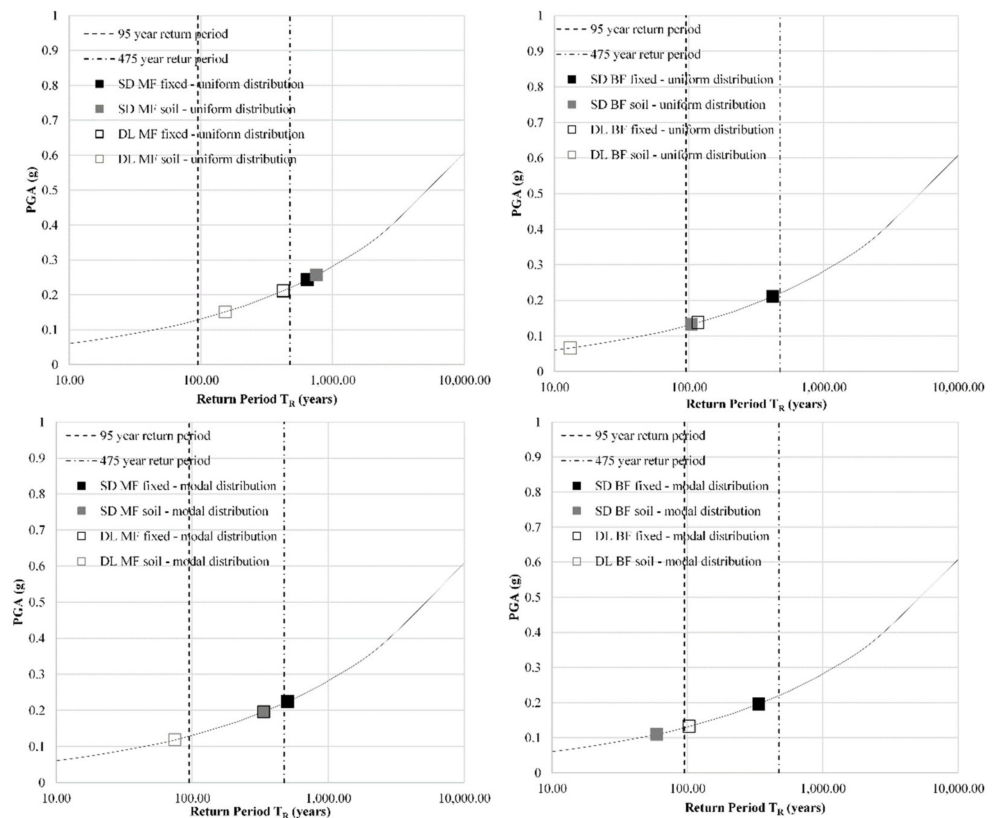 1
0.9
0.8
0.7
0.6
0.5
0.4
0.3
0.2
0.1
0
PGA (g)
95 year return period
475 year retur period
SD MF fixed - uniform distribution
SD MF soil - uniform distribution
DL MF fixed - uniform distribution
DL MF soil - uniform distribution
10.00 100.00 1,000.00 10,000.00
Return Period TR (years)
1
0.9
0.8
0.7
0.6
0.5
0.4
0.3
0.2
0.1
0
PGA (g)
95 year return period
475 year retur period
SD BF fixed - uniform distribution
SD BF soil - uniform distribution
DL BF fixed - uniform distribution
DL BF soil - uniform distribution
10.00 100.00 1,000.00 10,000.00
Return Period TR (years)
1
0.9
0.8
0.7
0.6
0.5
0.4
0.3
0.2
0.1
0
PGA (g)
95 year return period
475 year retur period
SD MF fixed - modal distribution
SD MF soil - modal distribution
DL MF fixed - modal distribution
DL MF soil - modal distribution
10.00 100.00 1,000.00 10,000.00
Return Period TR (years)
1
0.9
0.8
0.7
0.6
0.5
0.4
0.3
0.2
0.1
0
PGA (g)
95 year return period
475 year retur period
SD BF fixed - modal distribution
SD BF soil - modal distribution
DL BF fixed - modal distribution
DL BF soil - modal distribution
10.00 100.00 1,000.00 10,000.00
Return Period TR (years)